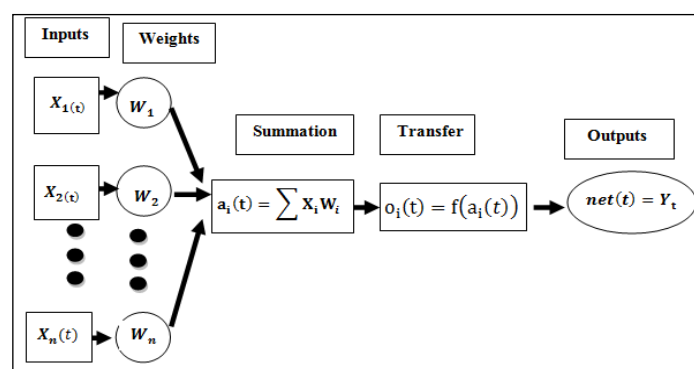 Inputs Weights
X₁₍ₜ₎ W₁
Summation Transfer Outputs
X₂₍ₜ₎ W₂ aᵢ(t) = ∑ XᵢWᵢ oᵢ(t) = f(aᵢ(t)) net(t) = Yₜ
Xₙ(t) Wₙ